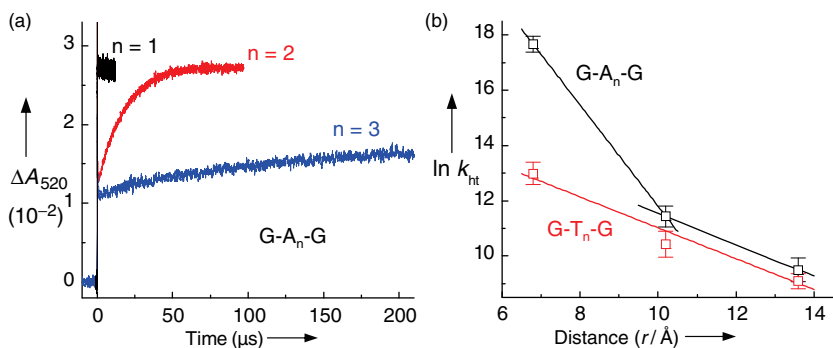 (a)
3
2
1
0
ΔA₅₂₀
(10⁻²)
n = 1
n = 2
n = 3
G-Aₙ-G
0 50 100 150 200
Time (μs)
(b)
18
16
14
12
10
ln kₕₜ
G-Aₙ-G
G-Tₙ-G
6 8 10 12 14
Distance (r/Å)